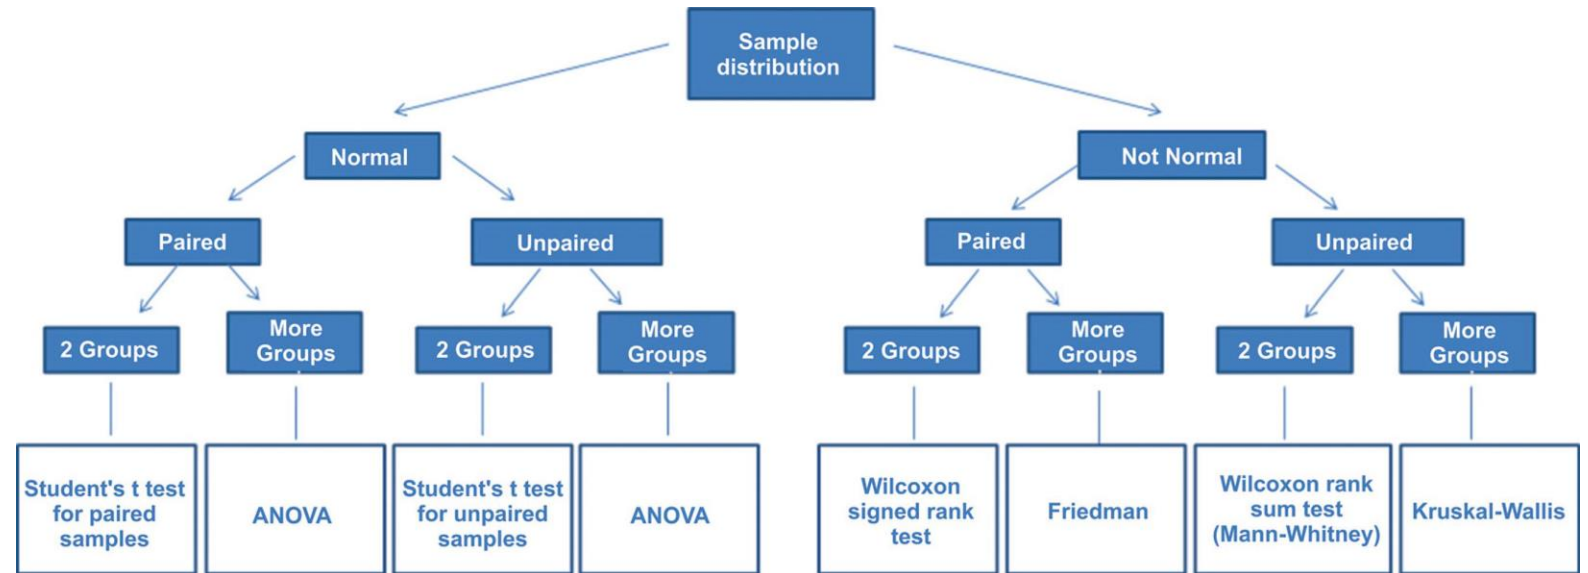 Sample
distribution
Normal
Not Normal
Paired
Unpaired
Paired
Unpaired
2 Groups
More
Groups
2 Groups
More
Groups
2 Groups
More
Groups
2 Groups
More
Groups
Student's t test
for paired
samples
ANOVA
Student's t test
for unpaired
samples
ANOVA
Wilcoxon
signed rank
test
Friedman
Wilcoxon rank
sum test
(Mann-Whitney)
Kruskal-Wallis